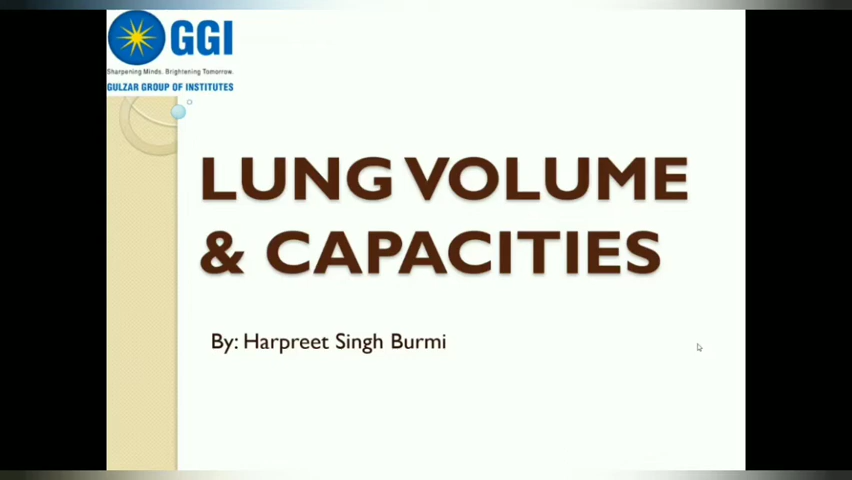 GGI
Sharpening Minds. Brightening Tomorrow.
GULZAR GROUP OF INSTITUTES
LUNG VOLUME
& CAPACITIES
By: Harpreet Singh Burmi